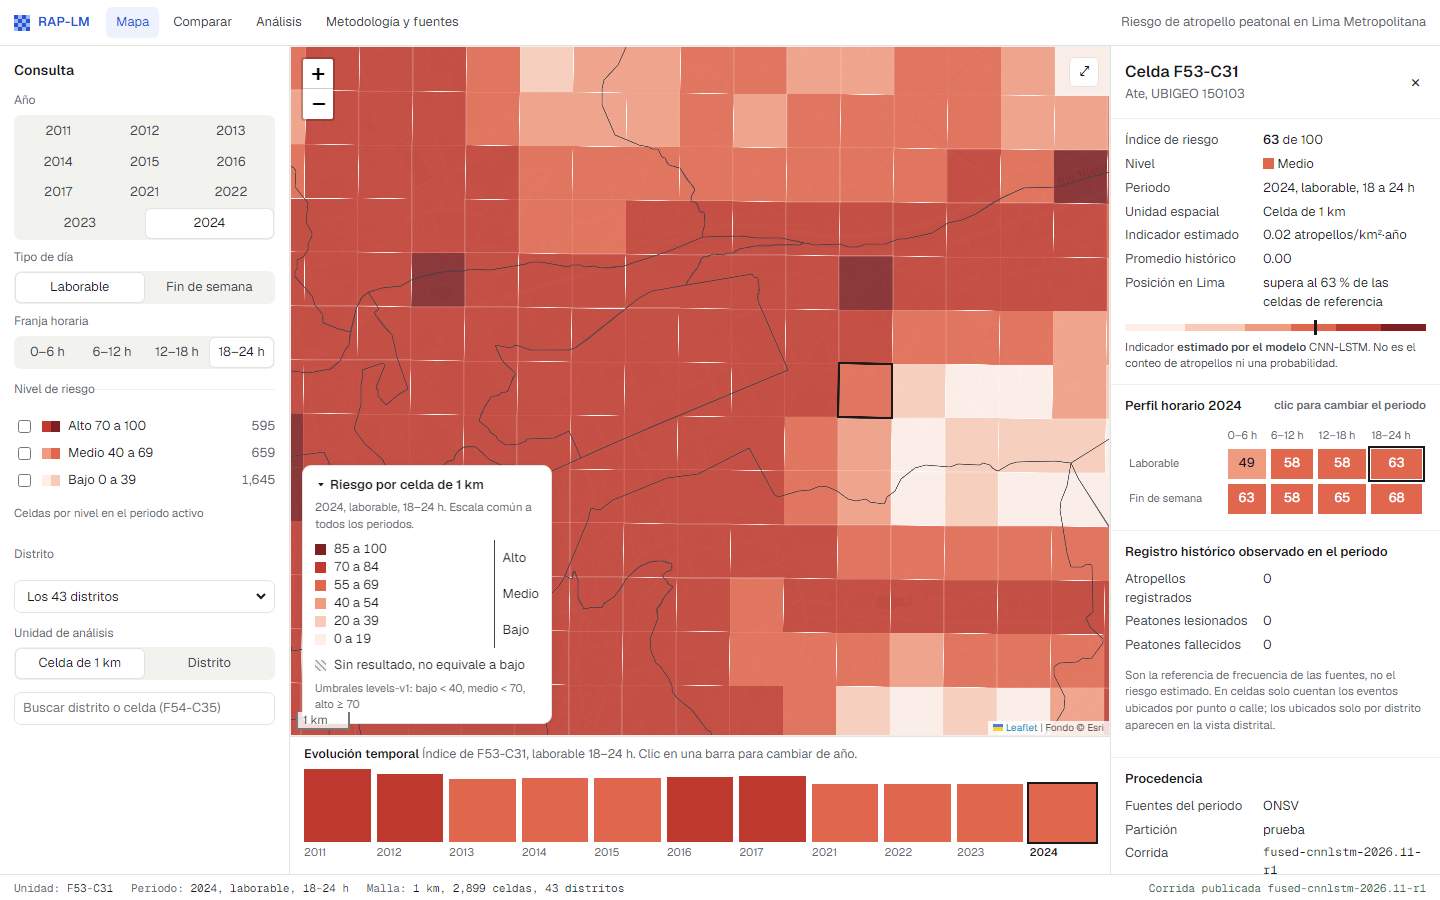 RAP-LM
Mapa
Comparar
Análisis
Metodología y fuentes
Riesgo de atropello peatonal en Lima Metropolitana
Consulta
Año
2011 2012 2013
2014 2015 2016
2017 2021 2022
2023 2024
Tipo de día
Laborable Fin de semana
Franja horaria
0–6 h 6–12 h 12–18 h 18–24 h
Nivel de riesgo
Alto 70 a 100 595
Medio 40 a 69 659
Bajo 0 a 39 1,645
Celdas por nivel en el periodo activo
Distrito
Los 43 distritos
Unidad de análisis
Celda de 1 km Distrito
Buscar distrito o celda (F54-C35)
+
−
Riesgo por celda de 1 km
2024, laborable, 18–24 h. Escala común a
todos los periodos.
85 a 100
70 a 84
55 a 69
40 a 54
20 a 39
0 a 19
Alto
Medio
Bajo
Sin resultado, no equivale a bajo
Umbrales levels-v1: bajo < 40, medio < 70,
alto ≥ 70
1 km
Leaflet | Fondo © Esri
Evolución temporal Índice de F53-C31, laborable 18–24 h. Clic en una barra para cambiar de año.
2011 2012 2013 2014 2015 2016 2017 2021 2022 2023 2024
Celda F53-C31
Ate, UBIGEO 150103
×
Índice de riesgo 63 de 100
Nivel Medio
Periodo 2024, laborable, 18 a 24 h
Unidad espacial Celda de 1 km
Indicador estimado 0.02 atropellos/km²·año
Promedio histórico 0.00
Posición en Lima supera al 63 % de las
celdas de referencia
Indicador estimado por el modelo CNN-LSTM. No es el
conteo de atropellos ni una probabilidad.
Perfil horario 2024 clic para cambiar el periodo
0–6 h 6–12 h 12–18 h 18–24 h
Laborable 49 58 58 63
Fin de semana 63 58 65 68
Registro histórico observado en el periodo
Atropellos
registrados 0
Peatones lesionados 0
Peatones fallecidos 0
Son la referencia de frecuencia de las fuentes, no el
riesgo estimado. En celdas solo cuentan los eventos
ubicados por punto o calle; los ubicados solo por distrito
aparecen en la vista distrital.
Procedencia
Fuentes del periodo ONSV
Partición prueba
Corrida fused-cnnlstm-2026.11-
r1
Unidad: F53-C31 Periodo: 2024, laborable, 18-24 h Malla: 1 km, 2,899 celdas, 43 distritos
Corrida publicada fused-cnnlstm-2026.11-r1